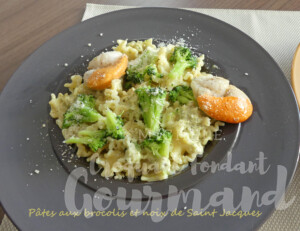 fondant
Gourmand
Pâtes aux brocolis et noix de Saint Jacques